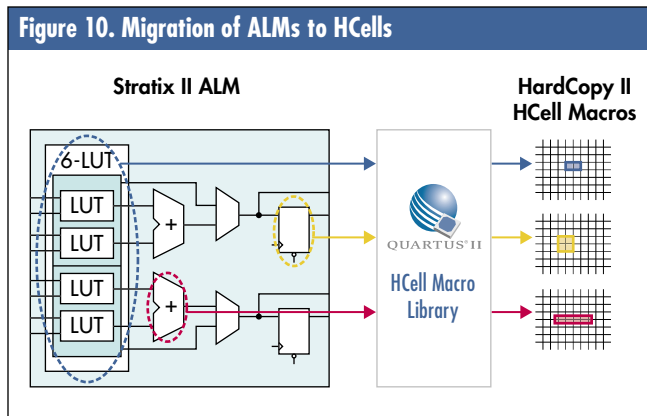 Figure 10. Migration of ALMs to HCells
Stratix II ALM
HardCopy II
HCell Macros
6-LUT
LUT
LUT
LUT
LUT
+
+
QUARTUS® II
HCell Macro
Library